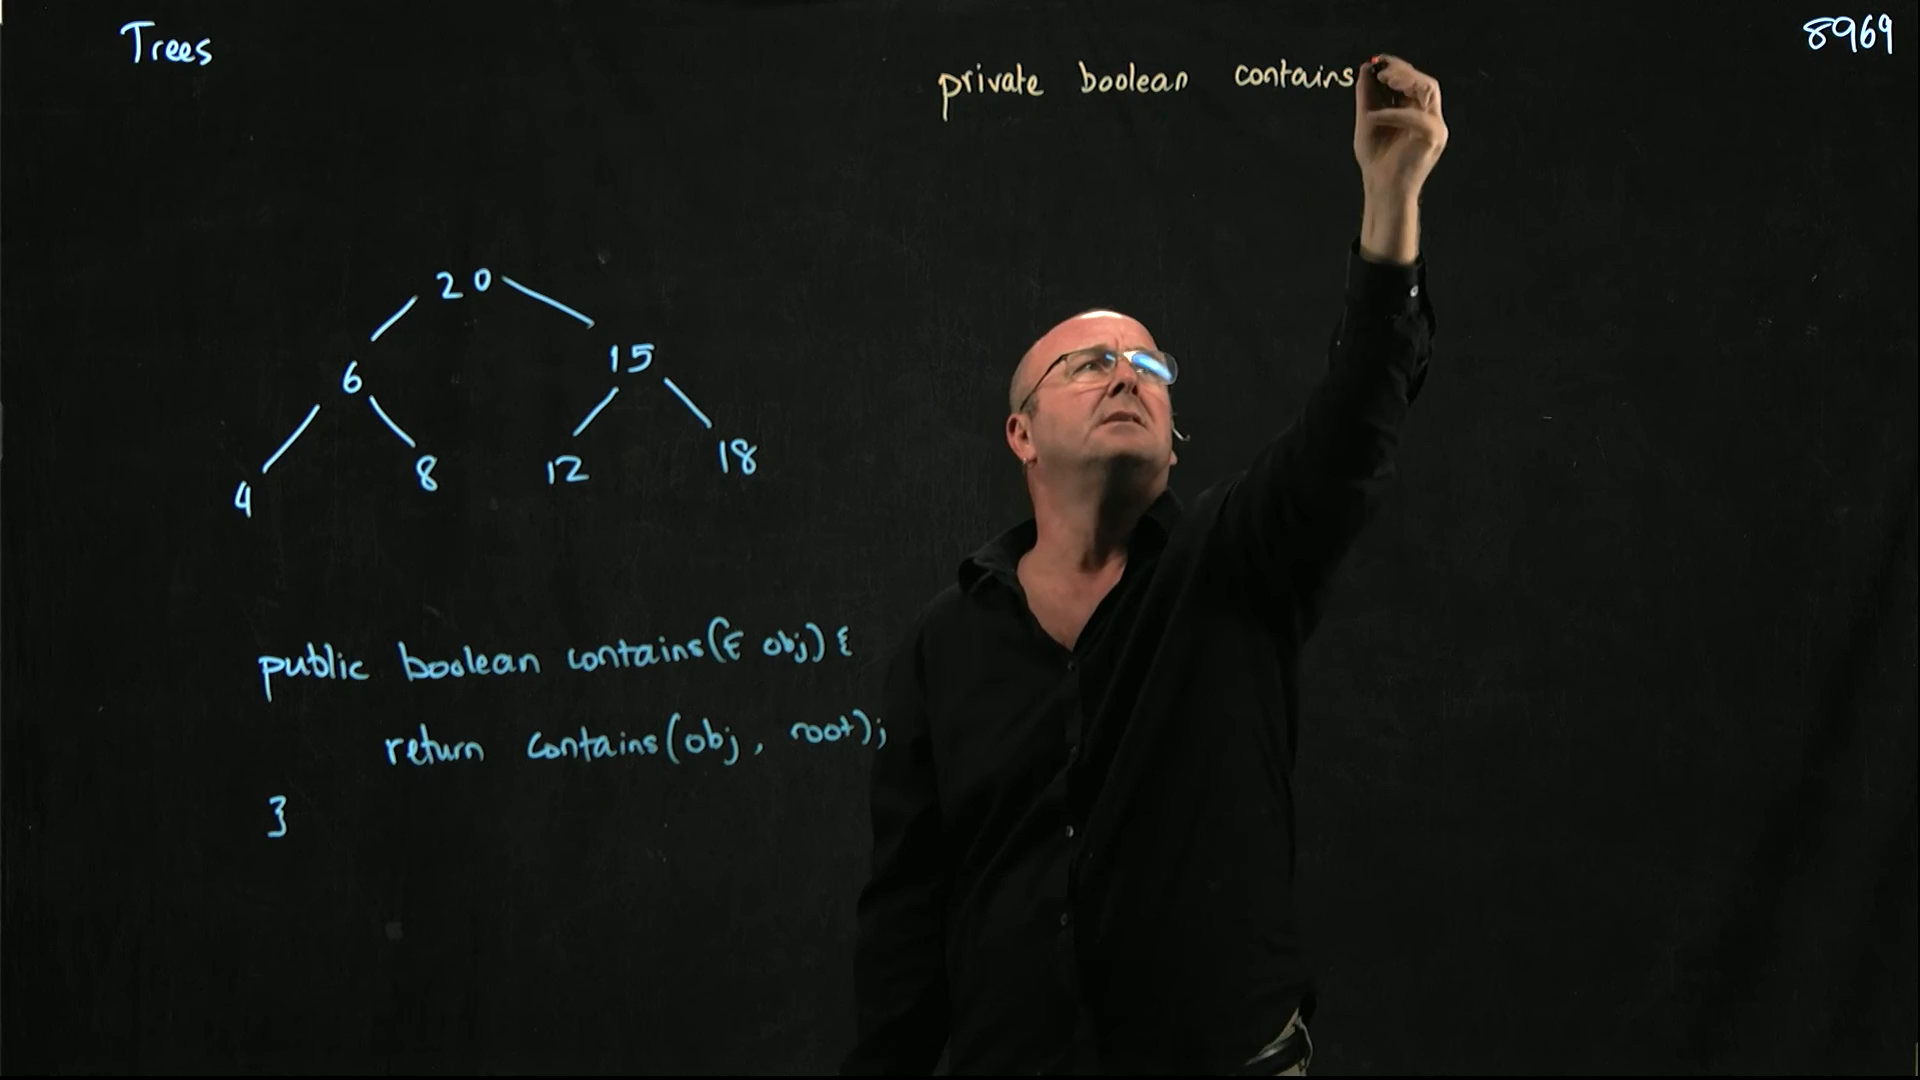 Trees
8969
private boolean contains
20
6
15
4
8
12
18
public boolean contains(E obj) {
return contains(obj, root);
}